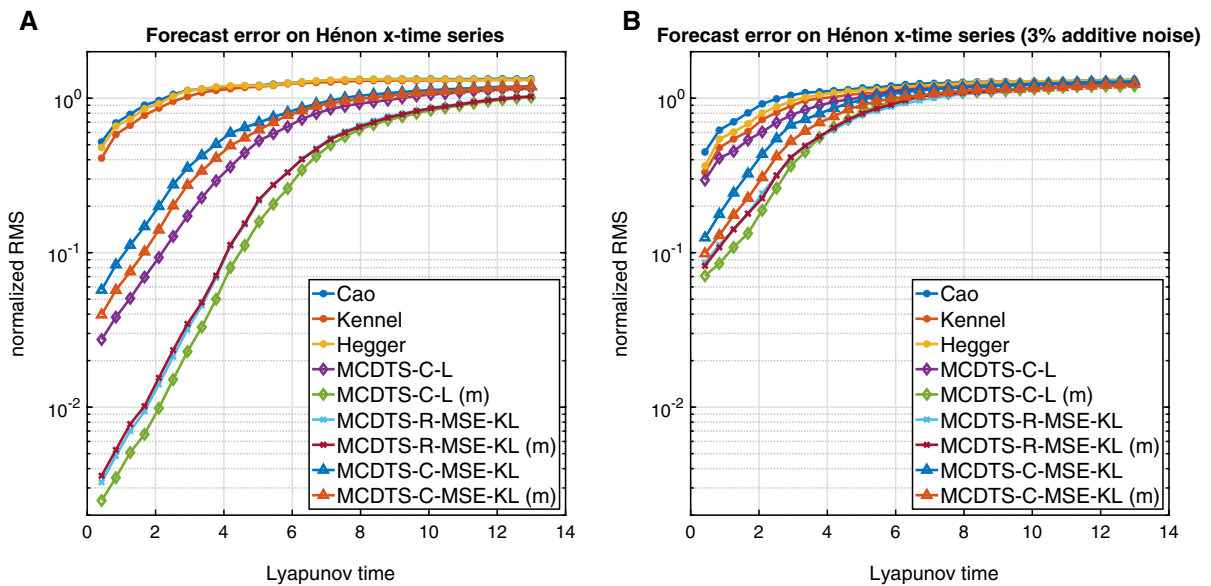 A
Forecast error on Hénon x-time series
normalized RMS
10^0
10^-1
10^-2
Cao
Kennel
Hegger
MCDTS-C-L
MCDTS-C-L (m)
MCDTS-R-MSE-KL
MCDTS-R-MSE-KL (m)
MCDTS-C-MSE-KL
MCDTS-C-MSE-KL (m)
0 2 4 6 8 10 12 14
Lyapunov time
B
Forecast error on Hénon x-time series (3% additive noise)
normalized RMS
10^0
10^-1
10^-2
Cao
Kennel
Hegger
MCDTS-C-L
MCDTS-C-L (m)
MCDTS-R-MSE-KL
MCDTS-R-MSE-KL (m)
MCDTS-C-MSE-KL
MCDTS-C-MSE-KL (m)
0 2 4 6 8 10 12 14
Lyapunov time